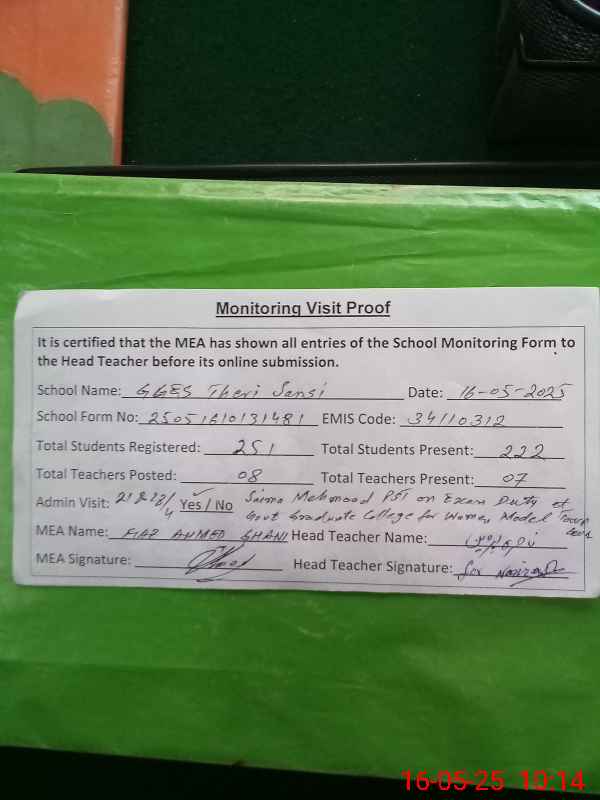 Monitoring Visit Proof
It is certified that the MEA has shown all entries of the School Monitoring Form to
the Head Teacher before its online submission.
School Name: GGES Theri Sansi Date: 16-05-2025
School Form No: 25051610131481 EMIS Code: 34110312
Total Students Registered: 251 Total Students Present: 222
Total Teachers Posted: 08 Total Teachers Present: 07
Admin Visit: Yes / No Mehmood PST on Exam Duty at
Govt Graduate College for Women Model Town
MEA Name: FIAZ AHMED GHANI Head Teacher Name:
MEA Signature: Head Teacher Signature:
16-05-25 10:14